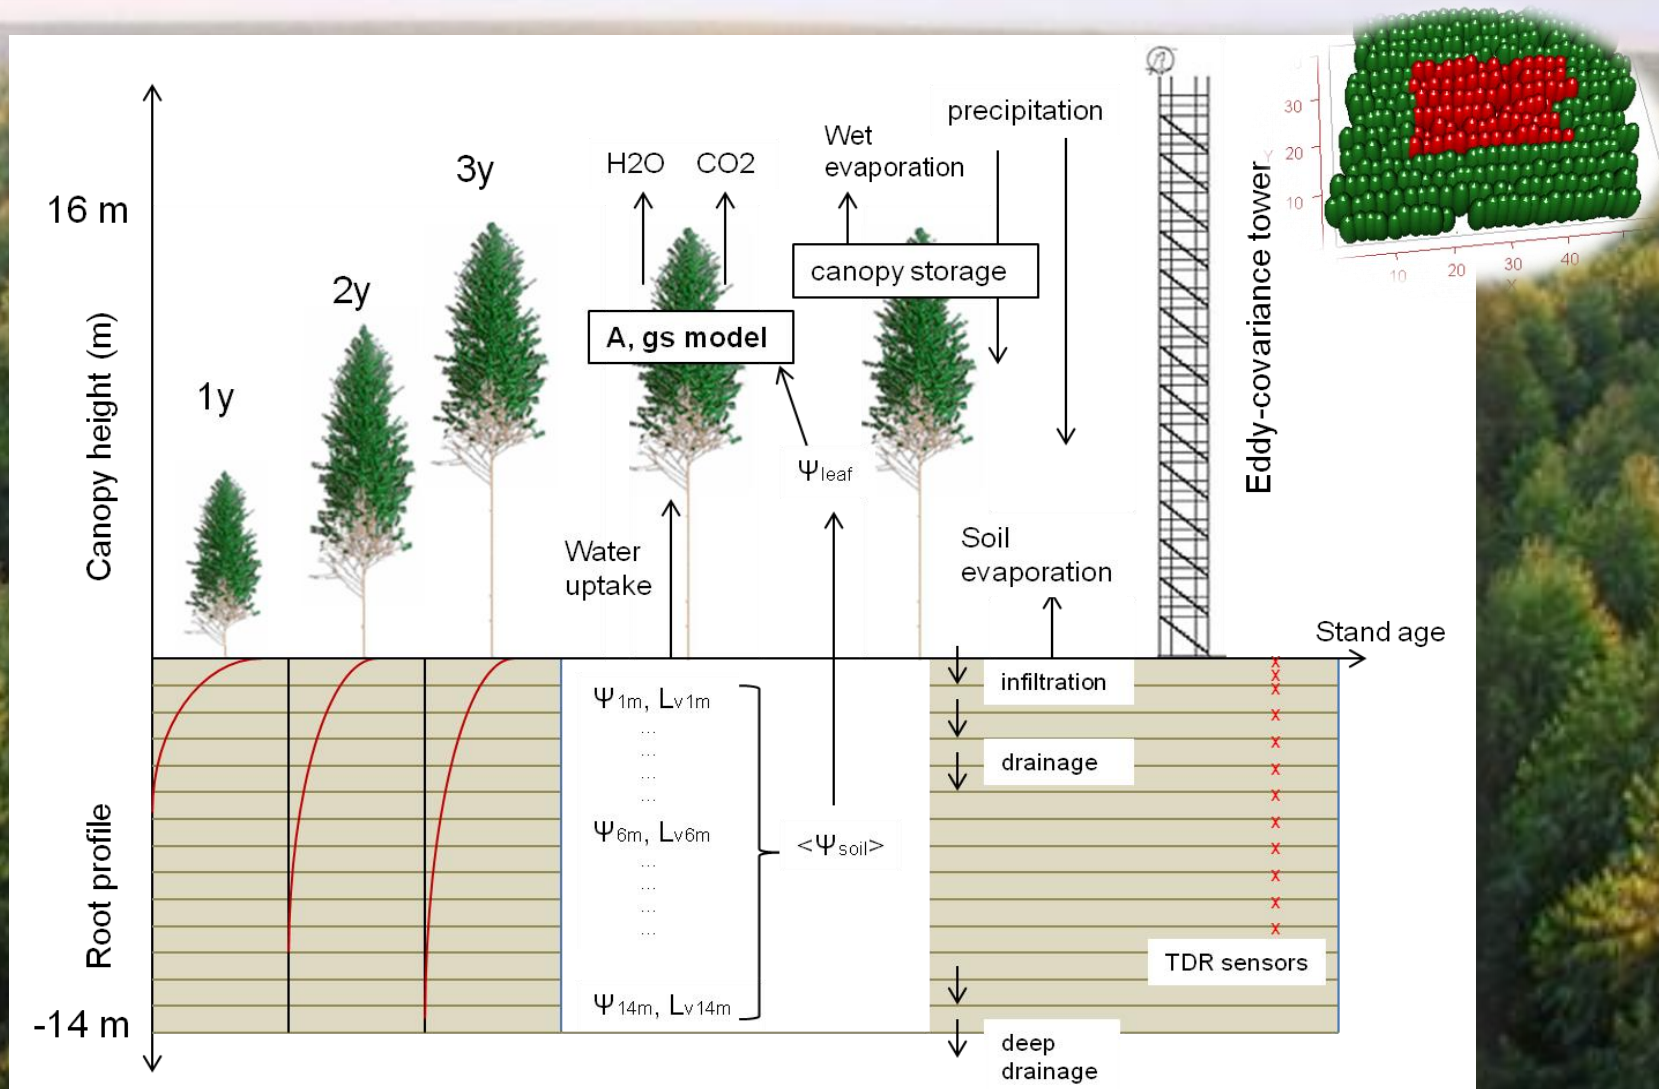 precipitation
Wet
evaporation
H2O
CO2
3y
16 m
2y
1y
canopy storage
A, gs model
Canopy height (m)
Ψleaf
Water
uptake
Soil
evaporation
Eddy-covariance tower
Stand age
30
20
10
Y
10
20
30
40
X
Root profile
Ψ1m, Lv1m
...
...
...
...
Ψ6m, Lv6m
...
...
...
...
Ψ14m, Lv14m
<Ψsoil>
infiltration
drainage
x
x
x
x
x
x
x
x
x
x
x
TDR sensors
-14 m
deep
drainage